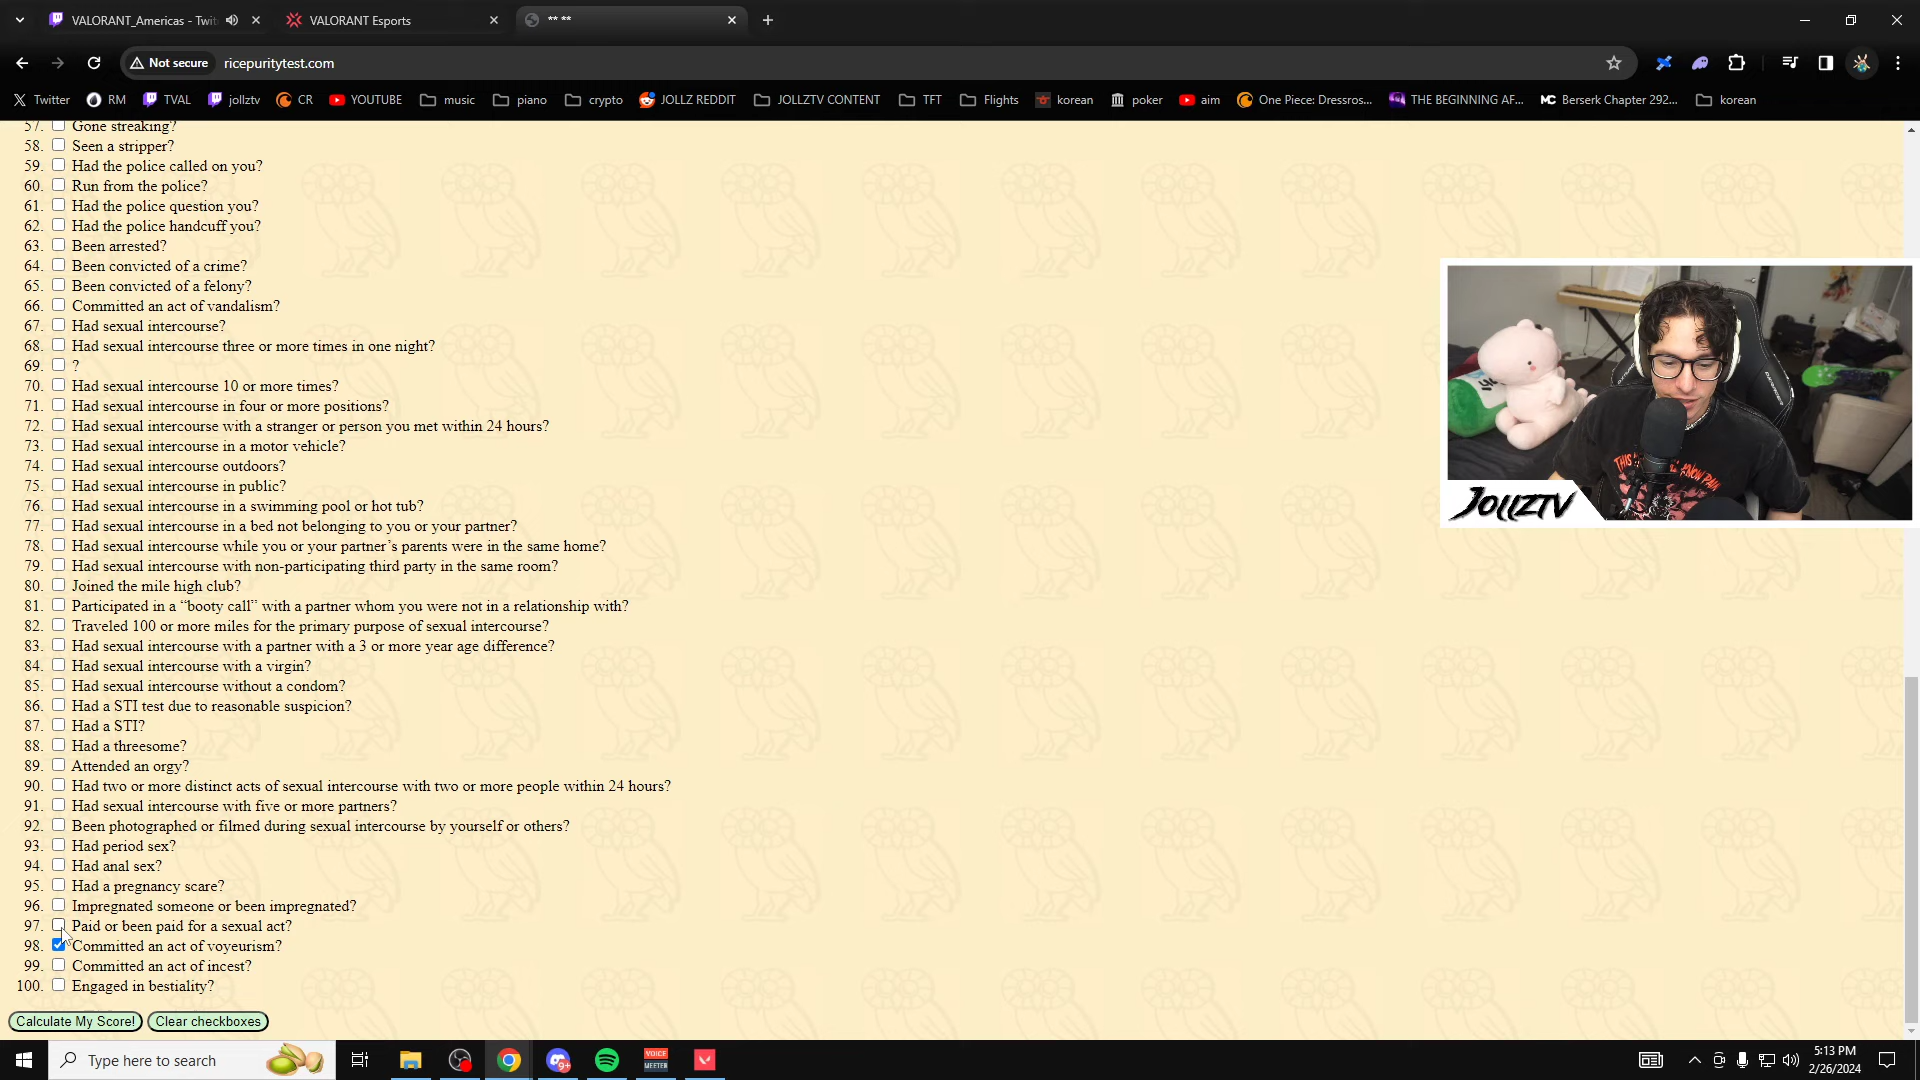 VALORANT_Americas - Twit
VALORANT Esports
** **
Not secure
ricepuritytest.com
Twitter
RM
TVAL
jollztv
CR
YOUTUBE
music
piano
crypto
JOLLZ REDDIT
JOLLZTV CONTENT
TFT
Flights
korean
poker
aim
One Piece: Dressros...
THE BEGINNING AF...
MC Berserk Chapter 292...
korean
57. Gone streaking?
58. Seen a stripper?
59. Had the police called on you?
60. Run from the police?
61. Had the police question you?
62. Had the police handcuff you?
63. Been arrested?
64. Been convicted of a crime?
65. Been convicted of a felony?
66. Committed an act of vandalism?
67. Had sexual intercourse?
68. Had sexual intercourse three or more times in one night?
69. ?
70. Had sexual intercourse 10 or more times?
71. Had sexual intercourse in four or more positions?
72. Had sexual intercourse with a stranger or person you met within 24 hours?
73. Had sexual intercourse in a motor vehicle?
74. Had sexual intercourse outdoors?
75. Had sexual intercourse in public?
76. Had sexual intercourse in a swimming pool or hot tub?
77. Had sexual intercourse in a bed not belonging to you or your partner?
78. Had sexual intercourse while you or your partner’s parents were in the same home?
79. Had sexual intercourse with non-participating third party in the same room?
80. Joined the mile high club?
81. Participated in a “booty call” with a partner whom you were not in a relationship with?
82. Traveled 100 or more miles for the primary purpose of sexual intercourse?
83. Had sexual intercourse with a partner with a 3 or more year age difference?
84. Had sexual intercourse with a virgin?
85. Had sexual intercourse without a condom?
86. Had a STI test due to reasonable suspicion?
87. Had a STI?
88. Had a threesome?
89. Attended an orgy?
90. Had two or more distinct acts of sexual intercourse with two or more people within 24 hours?
91. Had sexual intercourse with five or more partners?
92. Been photographed or filmed during sexual intercourse by yourself or others?
93. Had period sex?
94. Had anal sex?
95. Had a pregnancy scare?
96. Impregnated someone or been impregnated?
97. Paid or been paid for a sexual act?
98. Committed an act of voyeurism?
99. Committed an act of incest?
100. Engaged in bestiality?
Calculate My Score!
Clear checkboxes
JOLLZTV
Type here to search
9+
VOICE
MEETER
5:13 PM
2/26/2024